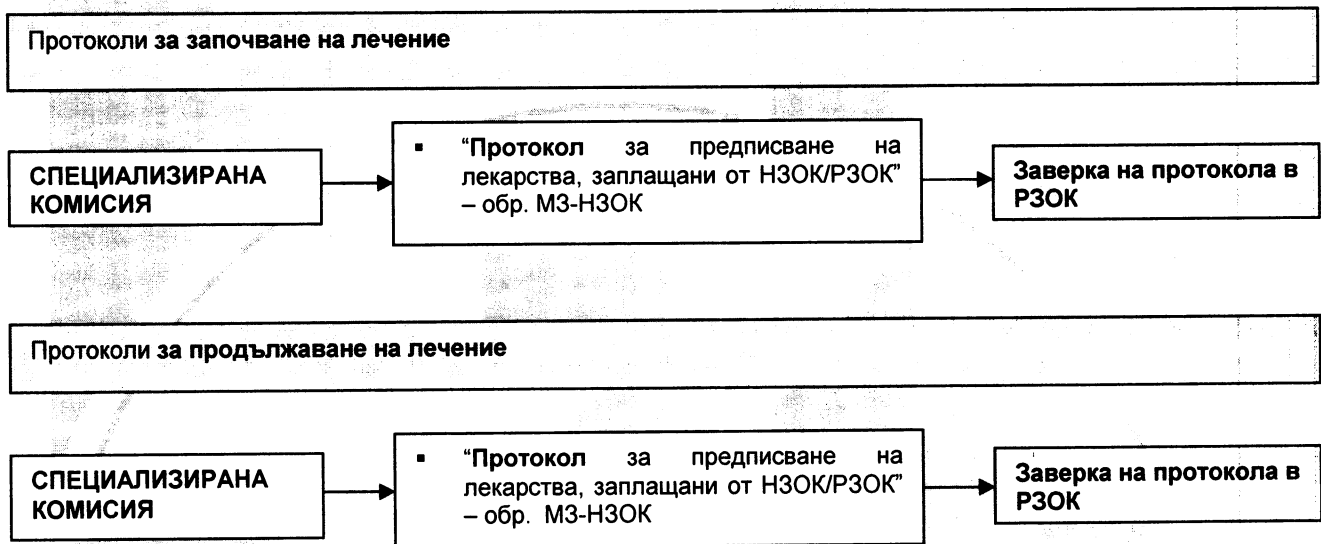 Протоколи за започване на лечение
СПЕЦИАЛИЗИРАНА
КОМИСИЯ
▪ “Протокол за предписване на
лекарства, заплащани от НЗОК/РЗОК”
– обр. МЗ-НЗОК
Заверка на протокола в
РЗОК
Протоколи за продължаване на лечение
СПЕЦИАЛИЗИРАНА
КОМИСИЯ
▪ “Протокол за предписване на
лекарства, заплащани от НЗОК/РЗОК”
– обр. МЗ-НЗОК
Заверка на протокола в
РЗОК